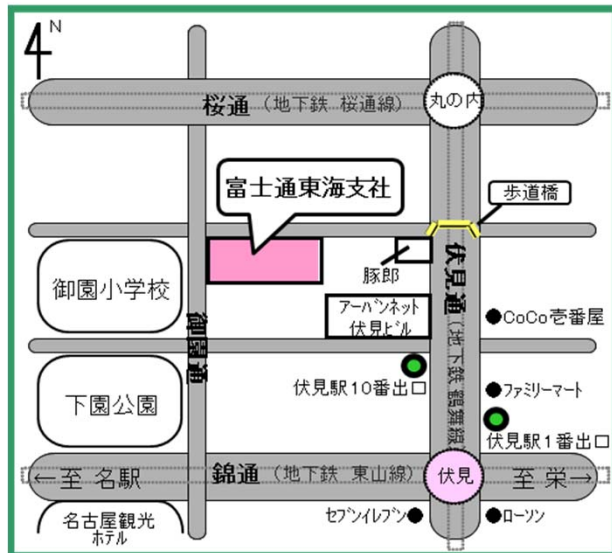 N
桜通（地下鉄 桜通線）
丸の内
富士通東海支社
歩道橋
御園小学校
豚郎
伏見通（地下鉄 鶴舞線）
アーバンネット
伏見ビル
御園通
CoCo壱番屋
伏見駅10番出口
ファミリーマート
下園公園
伏見駅1番出口
←至 名駅
錦通（地下鉄 東山線）
伏見
至 栄→
名古屋観光
ホテル
セブンイレブン
ローソン